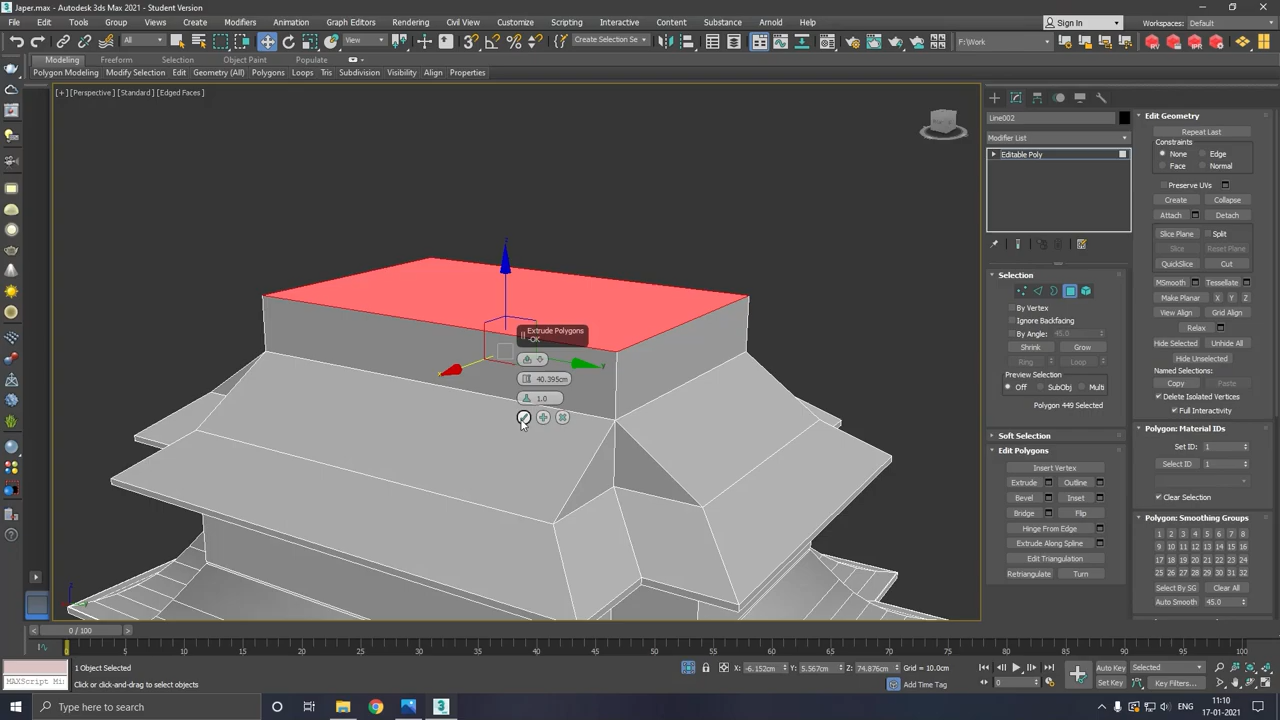 Japer.max - Autodesk 3ds Max 2021 - Student Version
File Edit Tools Group Views Create Modifiers Animation Graph Editors Rendering Civil View Customize Scripting Interactive Content Substance Arnold Help
Sign In Workspaces: Default
All View Create Selection Se F:\Work
Modeling Freeform Selection Object Paint Populate
Polygon Modeling Modify Selection Edit Geometry (All) Polygons Loops Tris Subdivision Visibility Align Properties
[+] [Perspective] [Standard] [Edged Faces]
z
y
Extrude Polygons
-OK
40.395cm
1.0
Line002
Modifier List
Editable Poly
Selection
By Vertex
Ignore Backfacing
By Angle: 45.0
Shrink Grow
Ring Loop
Preview Selection
Off SubObj Multi
Polygon 449 Selected
Soft Selection
Edit Polygons
Insert Vertex
Extrude Outline
Bevel Inset
Bridge Flip
Hinge From Edge
Extrude Along Spline
Edit Triangulation
Retriangulate Turn
Edit Geometry
Repeat Last
Constraints
None Edge
Face Normal
Preserve UVs
Create Collapse
Attach Detach
Slice Plane Split
Slice Reset Plane
QuickSlice Cut
MSmooth Tessellate
Make Planar X Y Z
View Align Grid Align
Relax
Hide Selected Unhide All
Hide Unselected
Named Selections:
Copy Paste
Delete Isolated Vertices
Full Interactivity
Polygon: Material IDs
Set ID: 1
Select ID 1
Clear Selection
Polygon: Smoothing Groups
1 2 3 4 5 6 7 8
9 10 11 12 13 14 15 16
17 18 19 20 21 22 23 24
25 26 27 28 29 30 31 32
Select By SG Clear All
Auto Smooth 45.0
0 / 100
0 5 10 15 20 25 30 35 40 45 50 55 60 65 70 75 80 85 90 95 100
1 Object Selected
MAXScript Mi
Click or click-and-drag to select objects
X: -6.152cm Y: 5.567cm Z: 74.876cm Grid = 10.0cm
Add Time Tag
0
Auto Key Selected
Set Key Key Filters...
Type here to search
ENG
11:10
17-01-2021